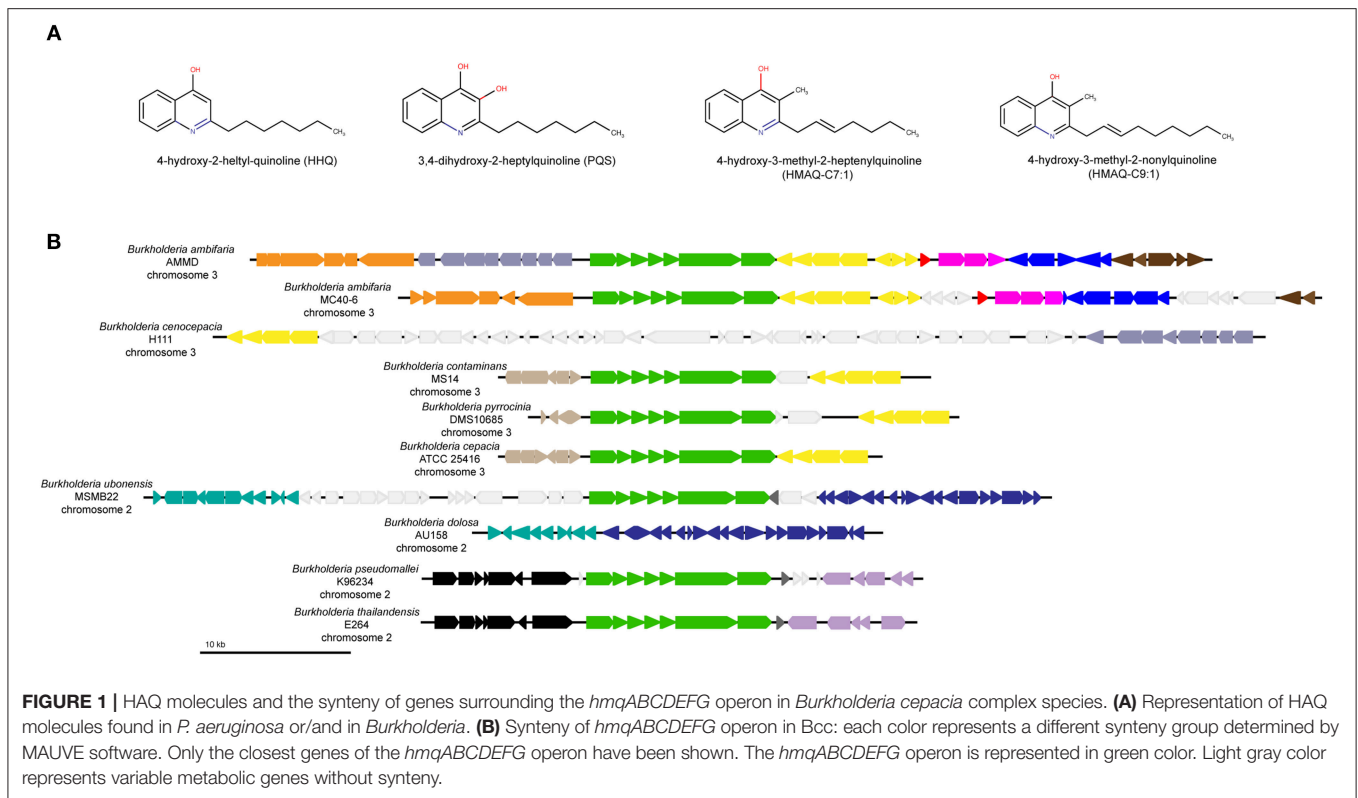 A
OH
N
CH₃
4-hydroxy-2-heltyl-quinoline (HHQ)
OH
OH
N
CH₃
3,4-dihydroxy-2-heptylquinoline (PQS)
OH
CH₃
N
CH₃
4-hydroxy-3-methyl-2-heptenylquinoline
(HMAQ-C7:1)
OH
CH₃
N
CH₃
4-hydroxy-3-methyl-2-nonylquinoline
(HMAQ-C9:1)
B
Burkholderia ambifaria
AMMD
chromosome 3
Burkholderia ambifaria
MC40-6
chromosome 3
Burkholderia cenocepacia
H111
chromosome 3
Burkholderia contaminans
MS14
chromosome 3
Burkholderia pyrrocinia
DMS10685
chromosome 3
Burkholderia cepacia
ATCC 25416
chromosome 3
Burkholderia ubonensis
MSMB22
chromosome 2
Burkholderia dolosa
AU158
chromosome 2
Burkholderia pseudomallei
K96234
chromosome 2
Burkholderia thailandensis
E264
chromosome 2
10 kb
FIGURE 1 | HAQ molecules and the synteny of genes surrounding the hmqABCDEFG operon in Burkholderia cepacia complex species. (A) Representation of HAQ
molecules found in P. aeruginosa or/and in Burkholderia. (B) Synteny of hmqABCDEFG operon in Bcc: each color represents a different synteny group determined by
MAUVE software. Only the closest genes of the hmqABCDEFG operon have been shown. The hmqABCDEFG operon is represented in green color. Light gray color
represents variable metabolic genes without synteny.